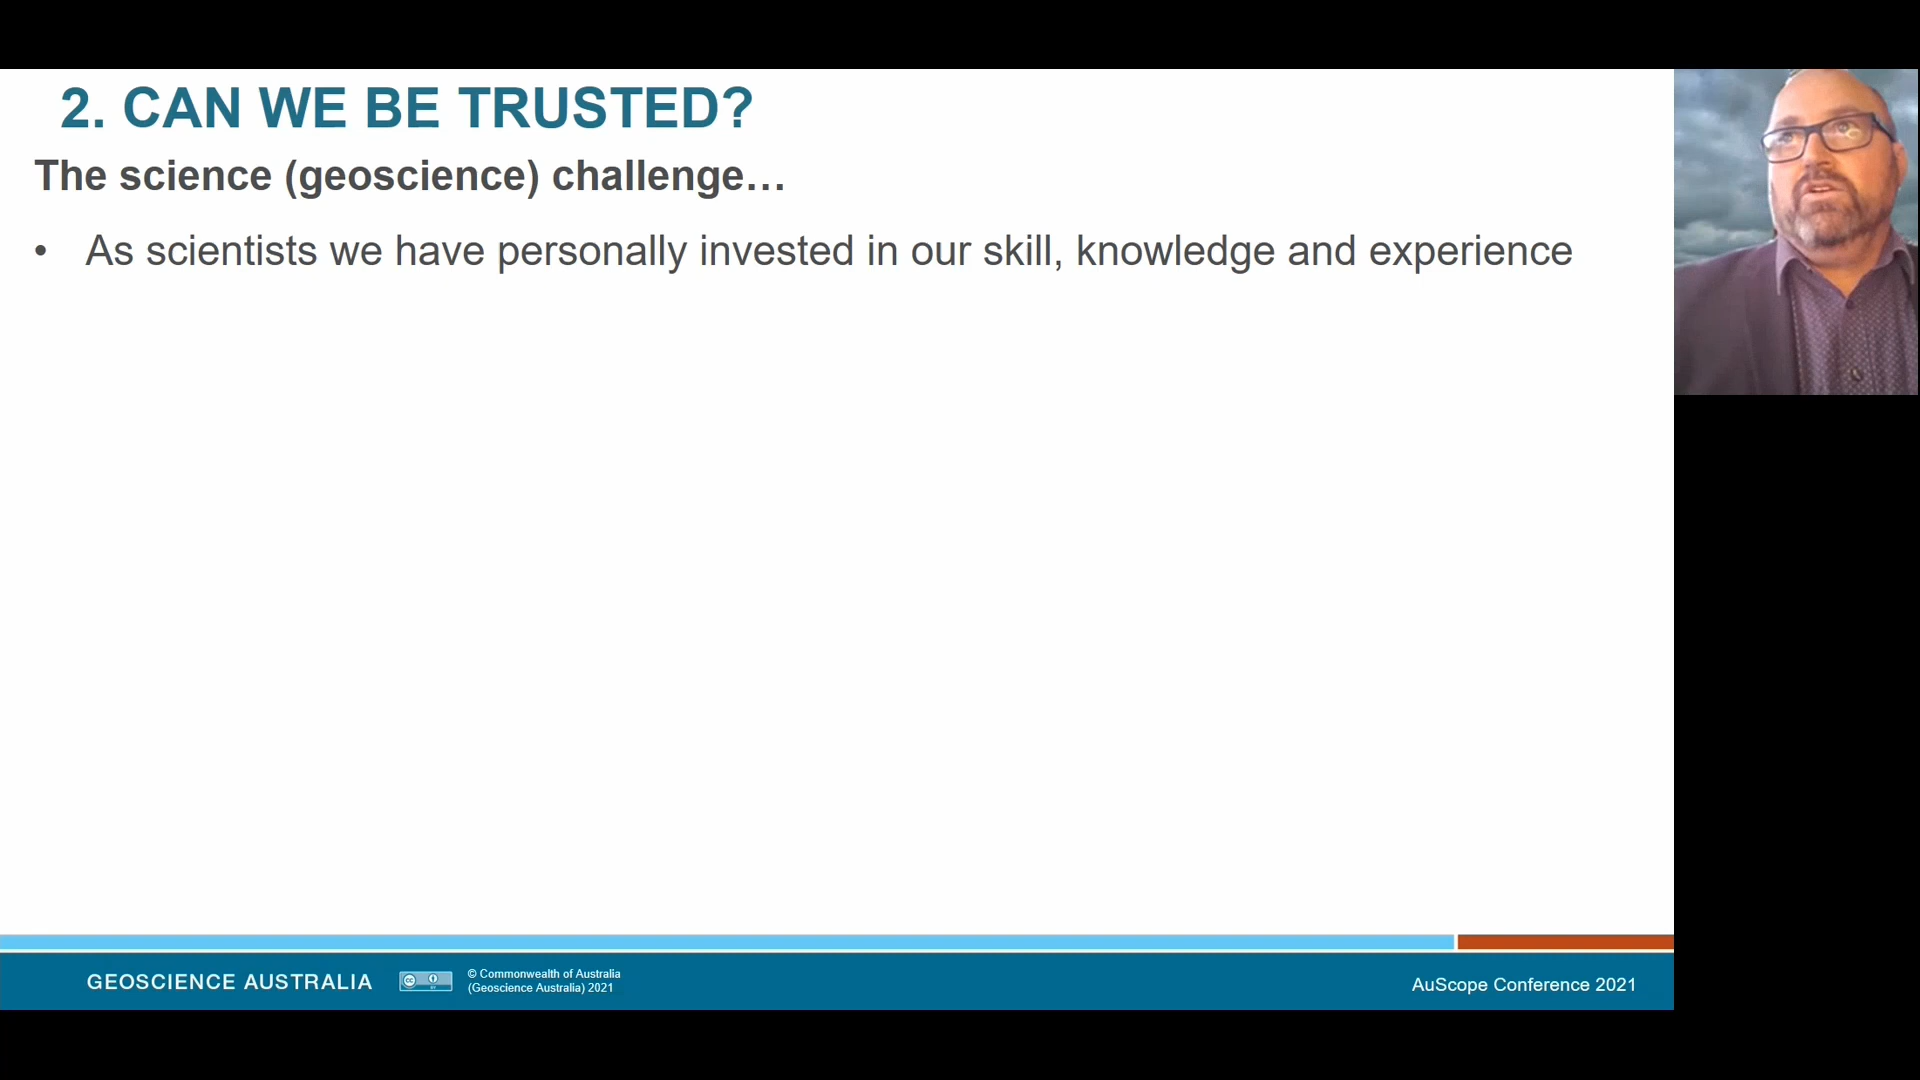 2. CAN WE BE TRUSTED?
The science (geoscience) challenge…
• As scientists we have personally invested in our skill, knowledge and experience
GEOSCIENCE AUSTRALIA
© Commonwealth of Australia
(Geoscience Australia) 2021
AuScope Conference 2021